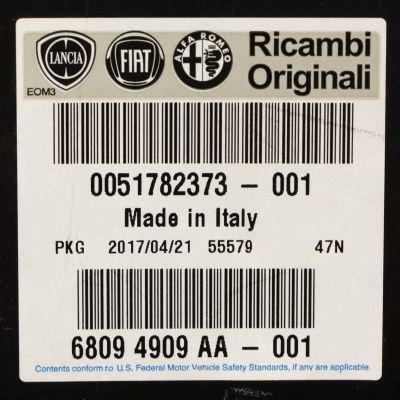 LANCIA FIAT ALFA ROMEO Ricambi
Originali
EOM3
0051782373 - 001
Made in Italy
PKG 2017/04/21 55579 47N
6809 4909 AA - 001
Contents conform to U.S. Federal Motor Vehicle Safety Standards, if any are applicable